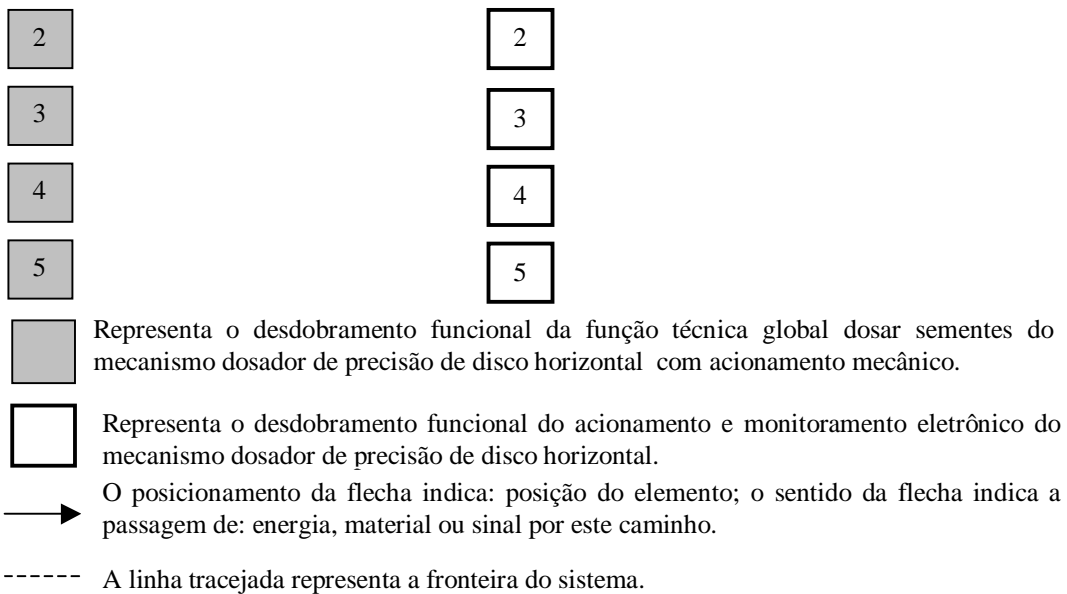 2 2
3 3
4 4
5 5
Representa o desdobramento funcional da função técnica global dosar sementes do
mecanismo dosador de precisão de disco horizontal com acionamento mecânico.
Representa o desdobramento funcional do acionamento e monitoramento eletrônico do
mecanismo dosador de precisão de disco horizontal.
O posicionamento da flecha indica: posição do elemento; o sentido da flecha indica a
passagem de: energia, material ou sinal por este caminho.
A linha tracejada representa a fronteira do sistema.